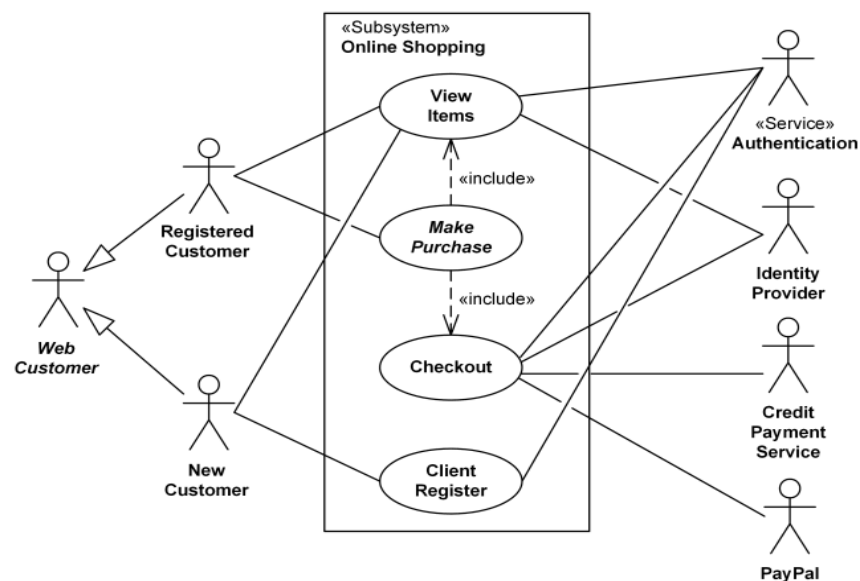 «Subsystem»
Online Shopping
View
Items
«include»
Make
Purchase
«include»
Checkout
Client
Register
Registered
Customer
Web
Customer
New
Customer
«Service»
Authentication
Identity
Provider
Credit
Payment
Service
PayPal